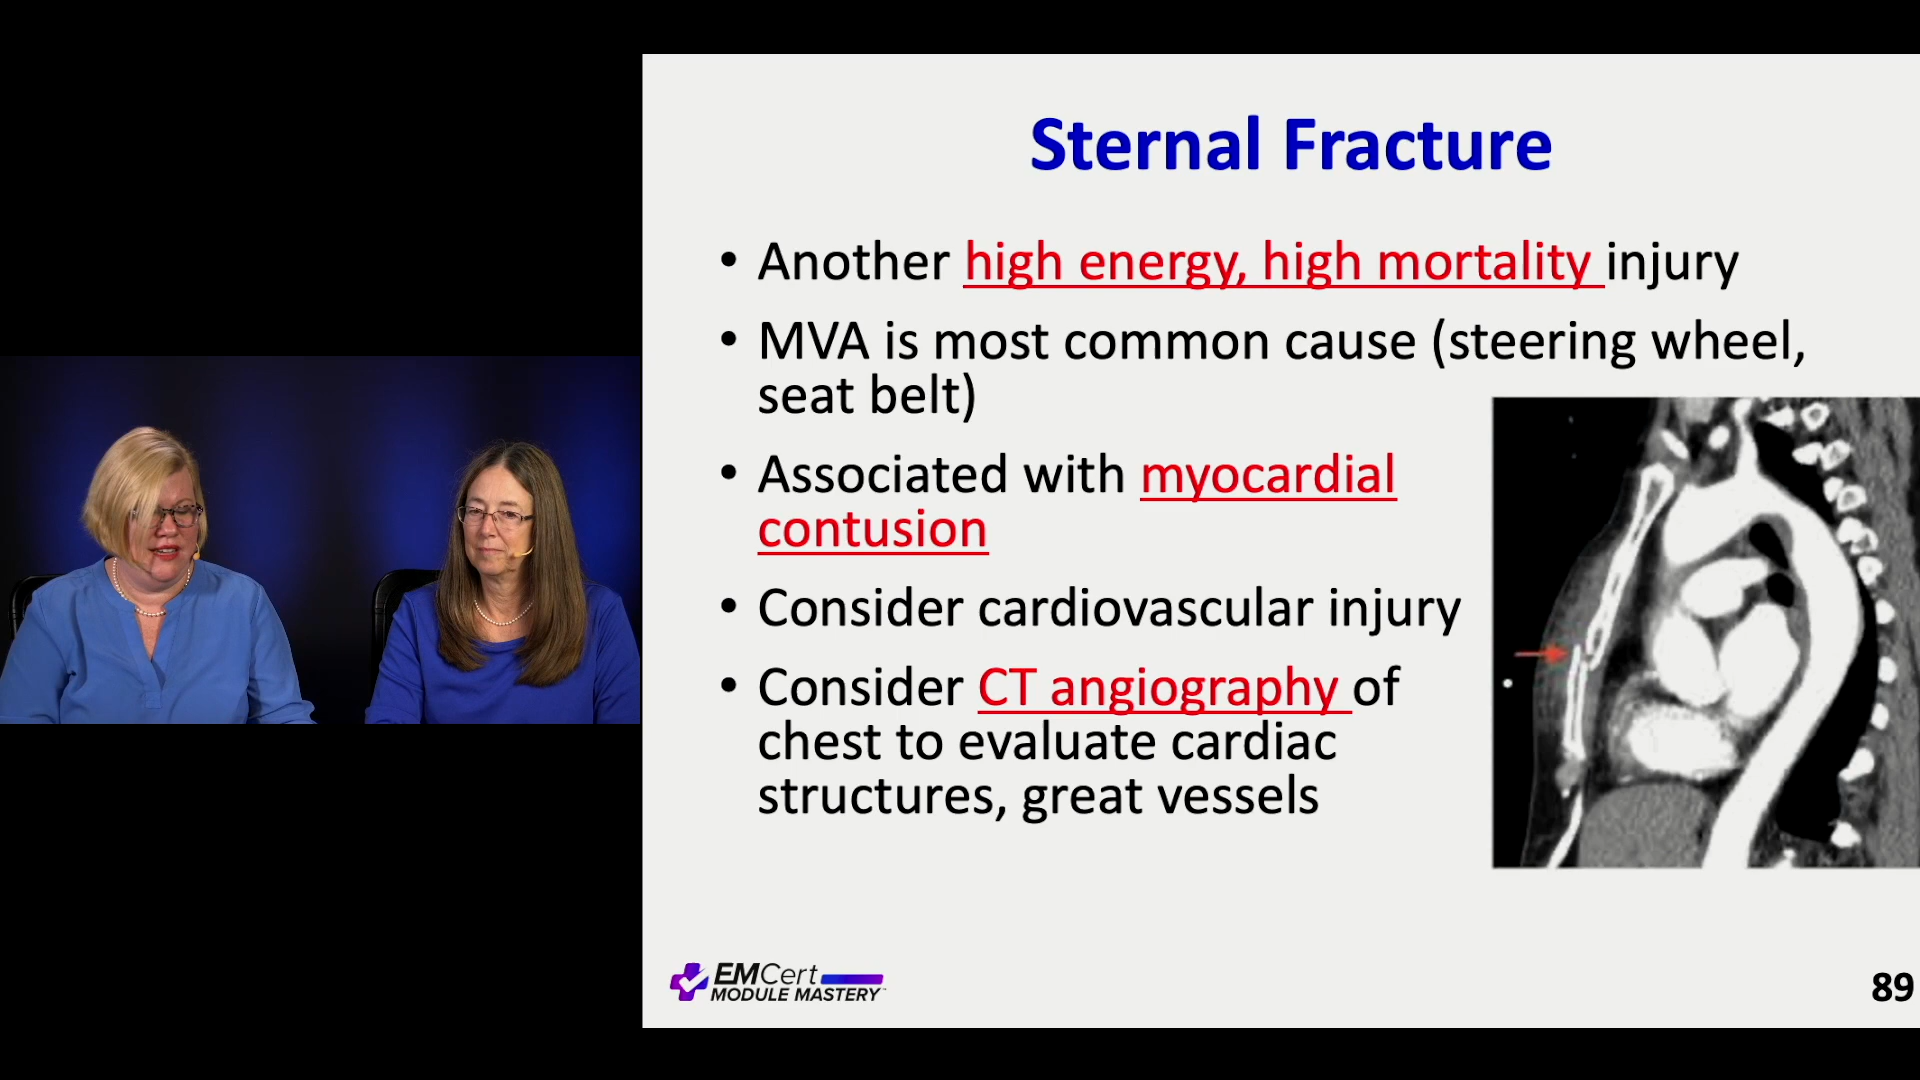 Sternal Fracture
• Another high energy, high mortality injury
• MVA is most common cause (steering wheel,
seat belt)
• Associated with myocardial
contusion
• Consider cardiovascular injury
• Consider CT angiography of
chest to evaluate cardiac
structures, great vessels
EMCert
MODULE MASTERY™
89